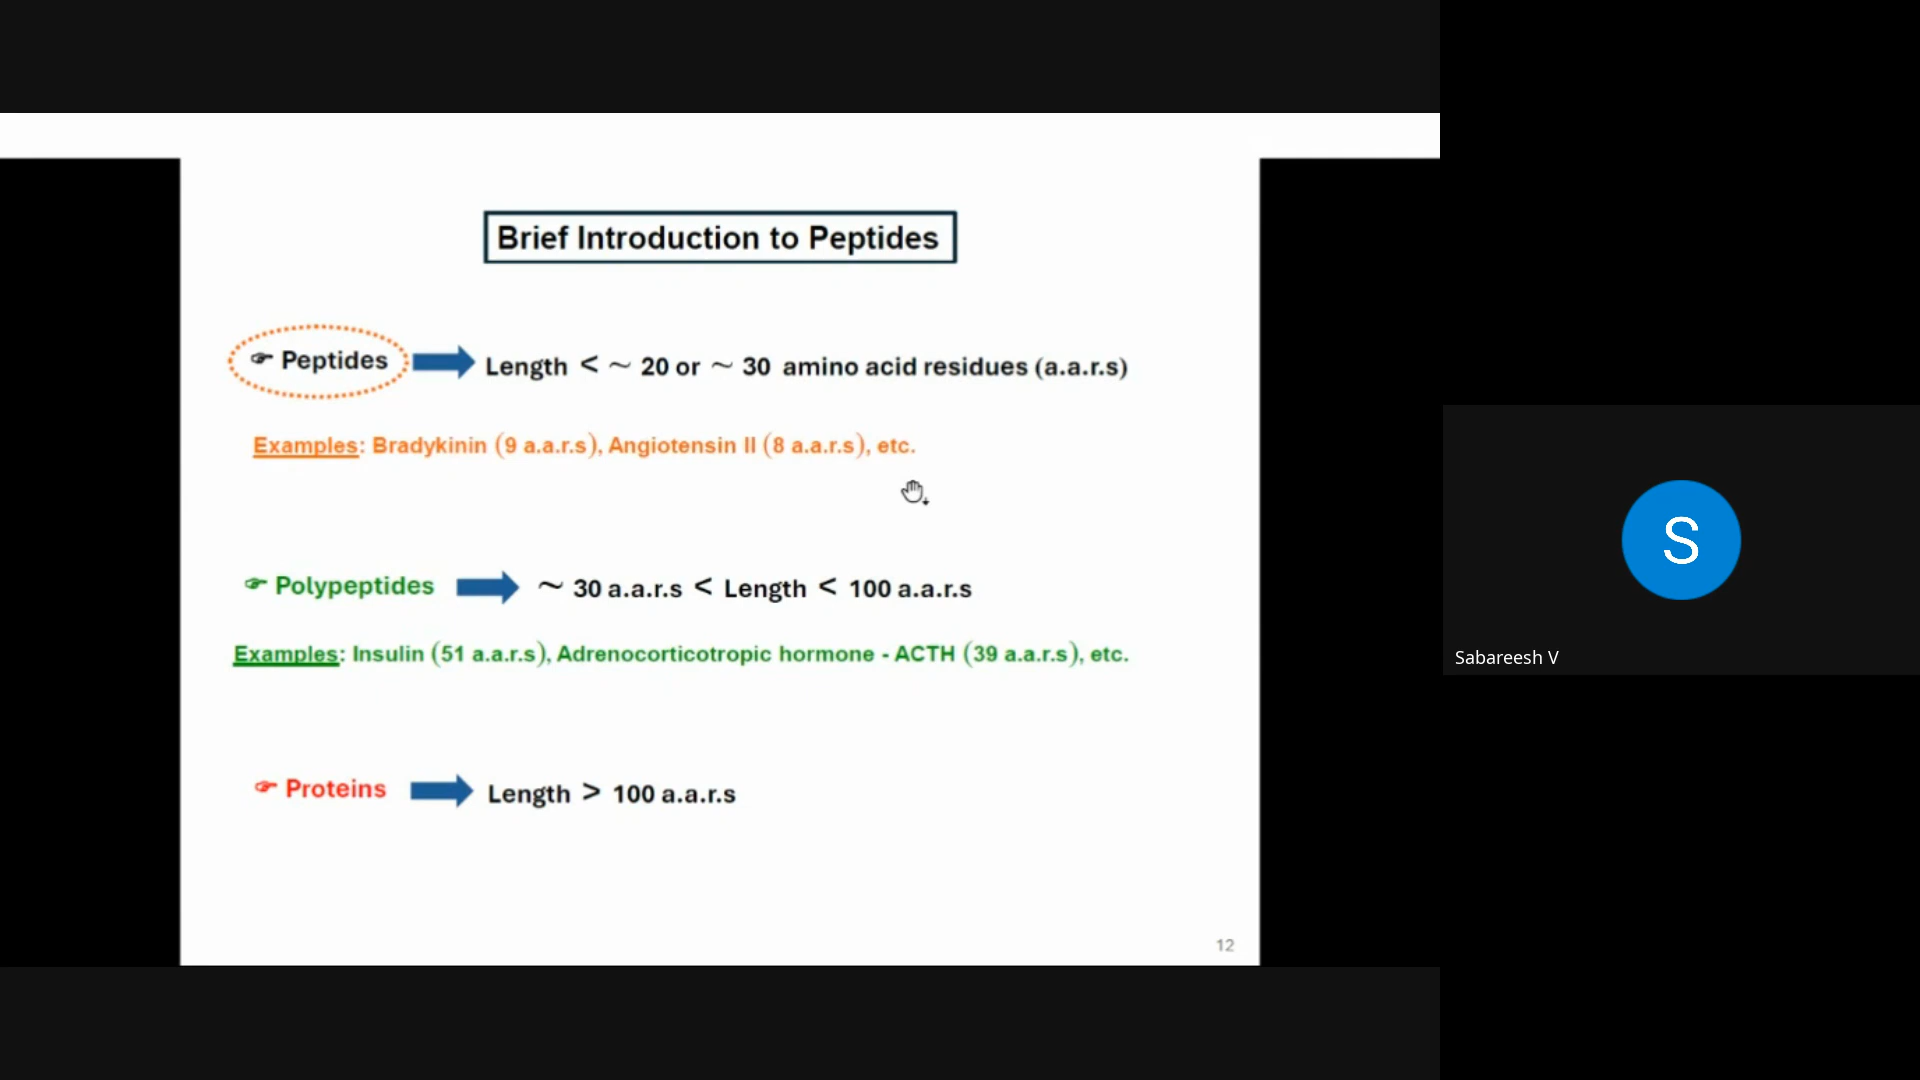 Brief Introduction to Peptides
☞ Peptides Length < ~ 20 or ~ 30 amino acid residues (a.a.r.s)
Examples: Bradykinin (9 a.a.r.s), Angiotensin II (8 a.a.r.s), etc.
☞ Polypeptides ~ 30 a.a.r.s < Length < 100 a.a.r.s
Examples: Insulin (51 a.a.r.s), Adrenocorticotropic hormone - ACTH (39 a.a.r.s), etc.
☞ Proteins Length > 100 a.a.r.s
12
S
Sabareesh V